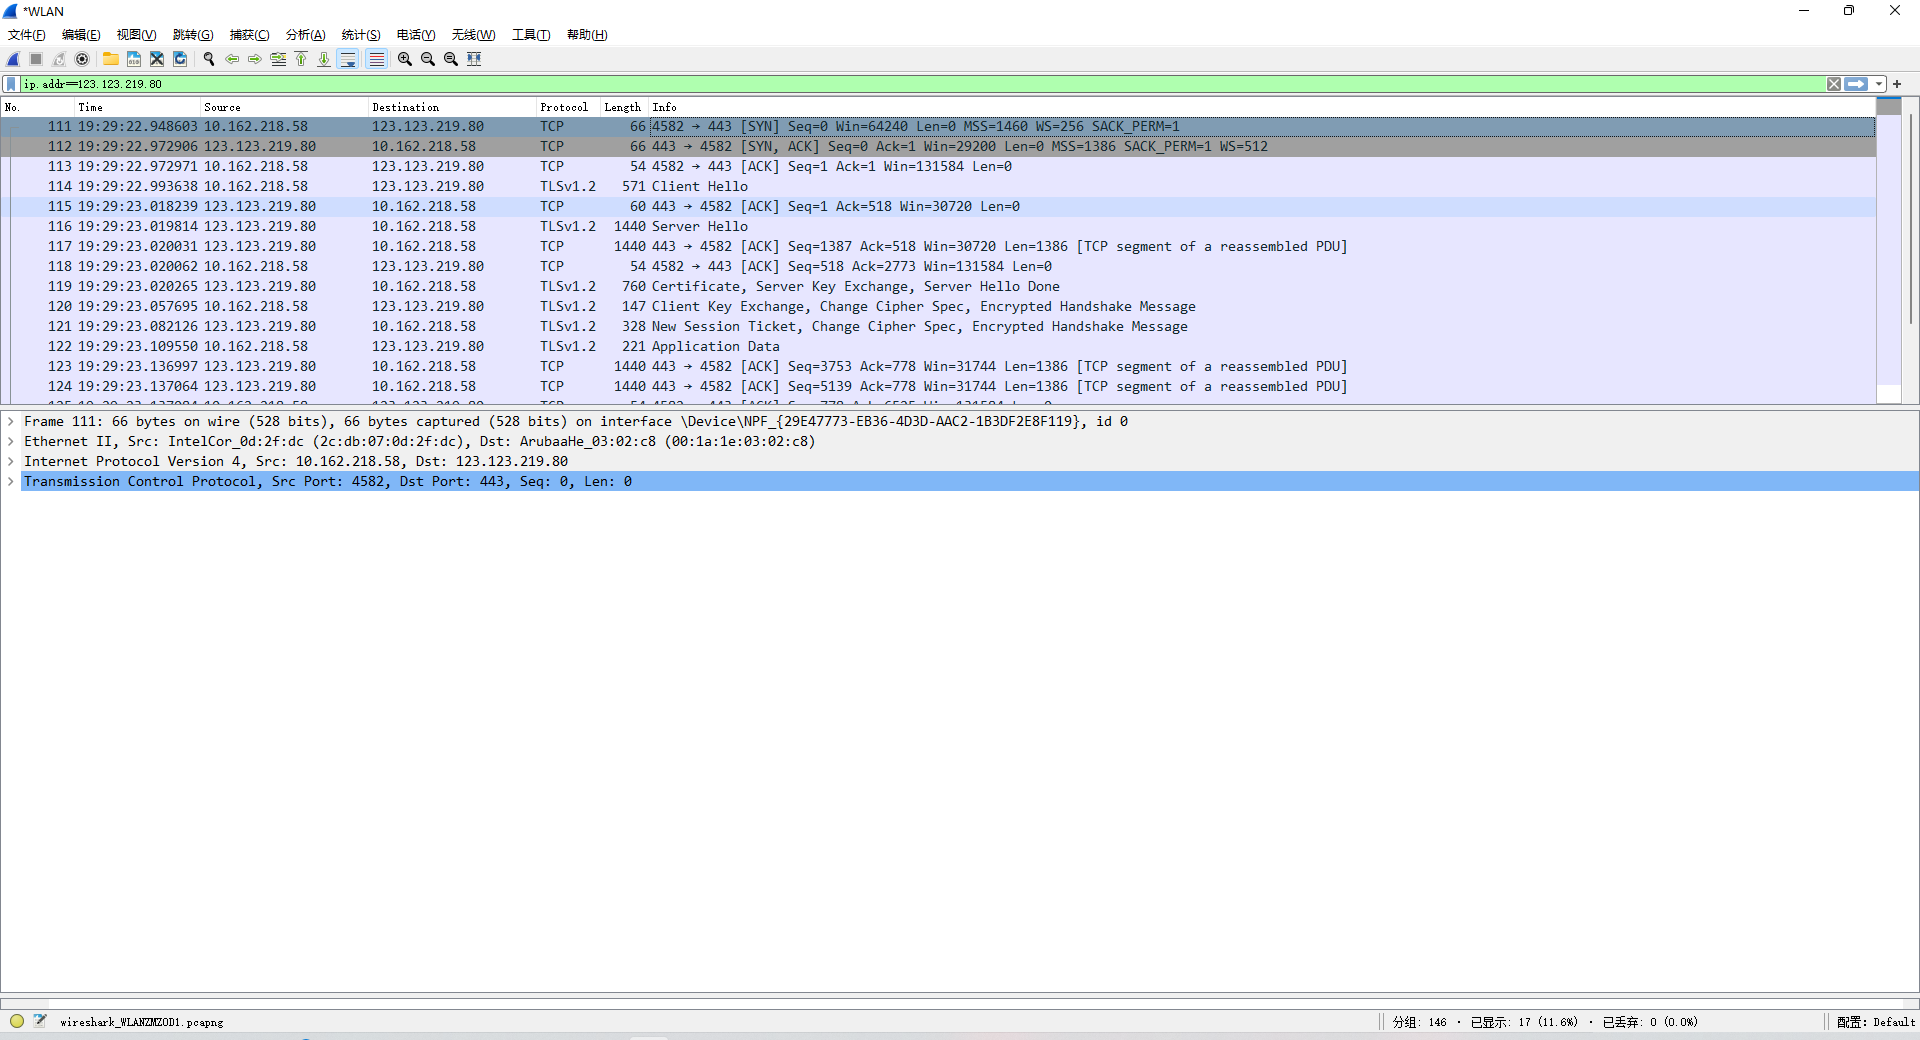 *WLAN
文件(F) 编辑(E) 视图(V) 跳转(G) 捕获(C) 分析(A) 统计(S) 电话(Y) 无线(W) 工具(T) 帮助(H)
ip.addr==123.123.219.80
No. Time Source Destination Protocol Length Info
111 19:29:22.948603 10.162.218.58 123.123.219.80 TCP 66 4582 → 443 [SYN] Seq=0 Win=64240 Len=0 MSS=1460 WS=256 SACK_PERM=1
112 19:29:22.972906 123.123.219.80 10.162.218.58 TCP 66 443 → 4582 [SYN, ACK] Seq=0 Ack=1 Win=29200 Len=0 MSS=1386 SACK_PERM=1 WS=512
113 19:29:22.972971 10.162.218.58 123.123.219.80 TCP 54 4582 → 443 [ACK] Seq=1 Ack=1 Win=131584 Len=0
114 19:29:22.993638 10.162.218.58 123.123.219.80 TLSv1.2 571 Client Hello
115 19:29:23.018239 123.123.219.80 10.162.218.58 TCP 60 443 → 4582 [ACK] Seq=1 Ack=518 Win=30720 Len=0
116 19:29:23.019814 123.123.219.80 10.162.218.58 TLSv1.2 1440 Server Hello
117 19:29:23.020031 123.123.219.80 10.162.218.58 TCP 1440 443 → 4582 [ACK] Seq=1387 Ack=518 Win=30720 Len=1386 [TCP segment of a reassembled PDU]
118 19:29:23.020062 10.162.218.58 123.123.219.80 TCP 54 4582 → 443 [ACK] Seq=518 Ack=2773 Win=131584 Len=0
119 19:29:23.020265 123.123.219.80 10.162.218.58 TLSv1.2 760 Certificate, Server Key Exchange, Server Hello Done
120 19:29:23.057695 10.162.218.58 123.123.219.80 TLSv1.2 147 Client Key Exchange, Change Cipher Spec, Encrypted Handshake Message
121 19:29:23.082126 123.123.219.80 10.162.218.58 TLSv1.2 328 New Session Ticket, Change Cipher Spec, Encrypted Handshake Message
122 19:29:23.109550 10.162.218.58 123.123.219.80 TLSv1.2 221 Application Data
123 19:29:23.136997 123.123.219.80 10.162.218.58 TCP 1440 443 → 4582 [ACK] Seq=3753 Ack=778 Win=31744 Len=1386 [TCP segment of a reassembled PDU]
124 19:29:23.137064 123.123.219.80 10.162.218.58 TCP 1440 443 → 4582 [ACK] Seq=5139 Ack=778 Win=31744 Len=1386 [TCP segment of a reassembled PDU]
Frame 111: 66 bytes on wire (528 bits), 66 bytes captured (528 bits) on interface \Device\NPF_{29E47773-EB36-4D3D-AAC2-1B3DF2E8F119}, id 0
Ethernet II, Src: IntelCor_0d:2f:dc (2c:db:07:0d:2f:dc), Dst: ArubaaHe_03:02:c8 (00:1a:1e:03:02:c8)
Internet Protocol Version 4, Src: 10.162.218.58, Dst: 123.123.219.80
Transmission Control Protocol, Src Port: 4582, Dst Port: 443, Seq: 0, Len: 0
wireshark_WLANZMZOD1.pcapng 分组: 146 · 已显示: 17 (11.6%) · 已丢弃: 0 (0.0%) 配置: Default